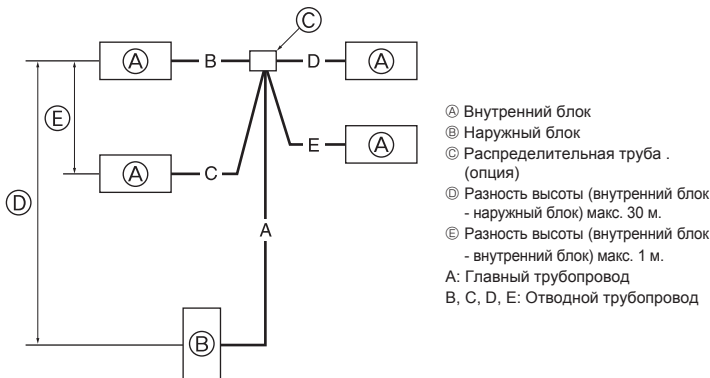 Ⓒ
Ⓐ B D Ⓐ
Ⓔ
Ⓐ C E Ⓐ
Ⓓ
A
Ⓑ
Ⓐ Внутренний блок
Ⓑ Наружный блок
Ⓒ Распределительная труба .
(опция)
Ⓓ Разность высоты (внутренний блок
- наружный блок) макс. 30 м.
Ⓔ Разность высоты (внутренний блок
- внутренний блок) макс. 1 м.
A: Главный трубопровод
B, C, D, E: Отводной трубопровод